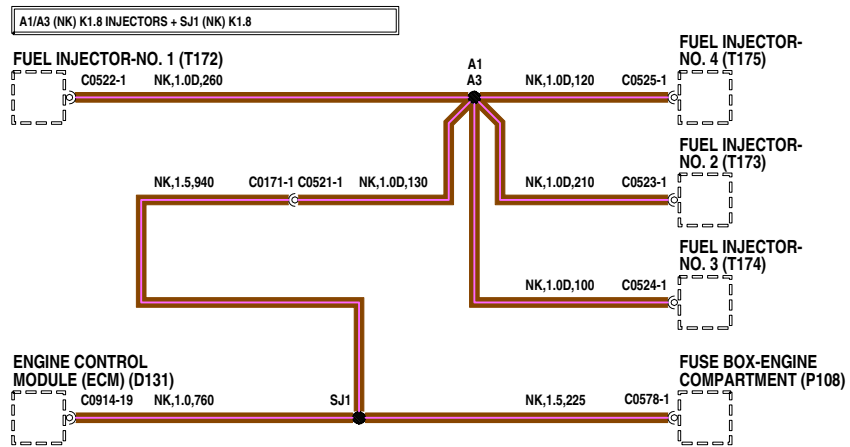 A1/A3 (NK) K1.8 INJECTORS + SJ1 (NK) K1.8
FUEL INJECTOR-NO. 1 (T172)
C0522-1 NK,1.0D,260
A1
A3
NK,1.0D,120 C0525-1
FUEL INJECTOR-
NO. 4 (T175)
FUEL INJECTOR-
NO. 2 (T173)
NK,1.5,940 C0171-1 C0521-1 NK,1.0D,130 NK,1.0D,210 C0523-1
FUEL INJECTOR-
NO. 3 (T174)
NK,1.0D,100 C0524-1
ENGINE CONTROL
MODULE (ECM) (D131)
C0914-19 NK,1.0,760 SJ1 NK,1.5,225 C0578-1
FUSE BOX-ENGINE
COMPARTMENT (P108)